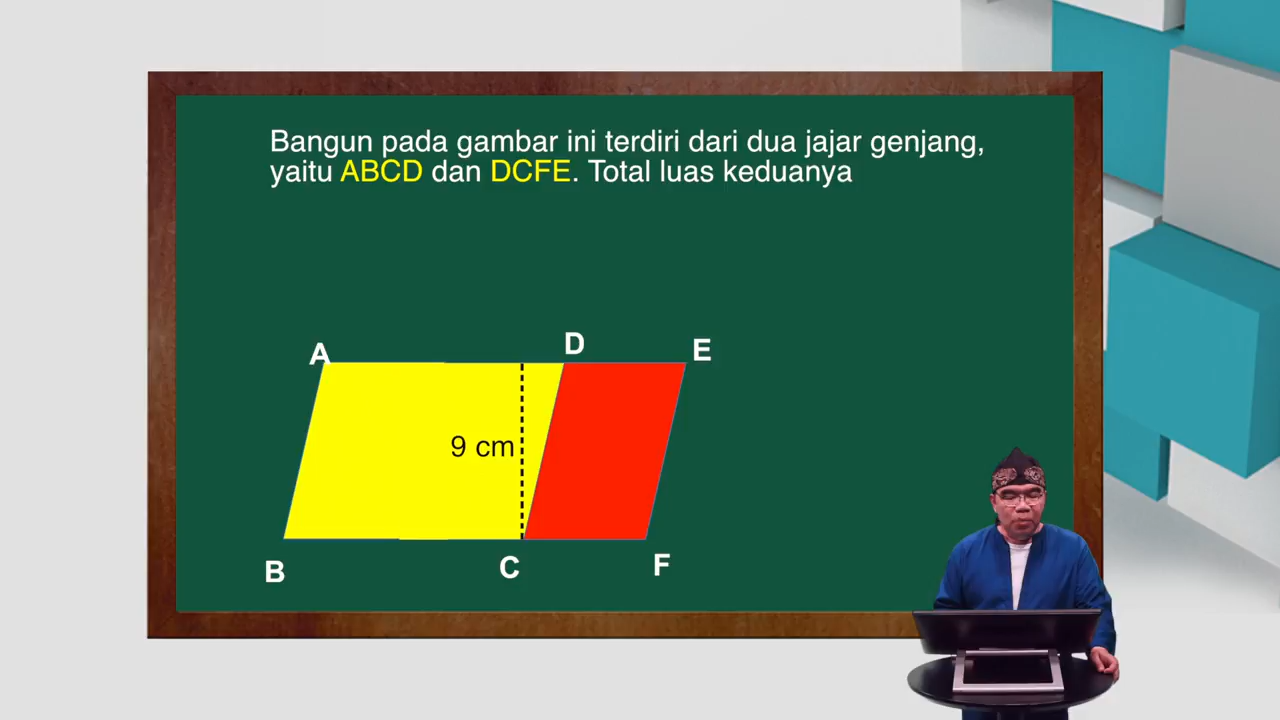 Bangun pada gambar ini terdiri dari dua jajar genjang,
yaitu ABCD dan DCFE. Total luas keduanya
A
D
E
9 cm
B
C
F